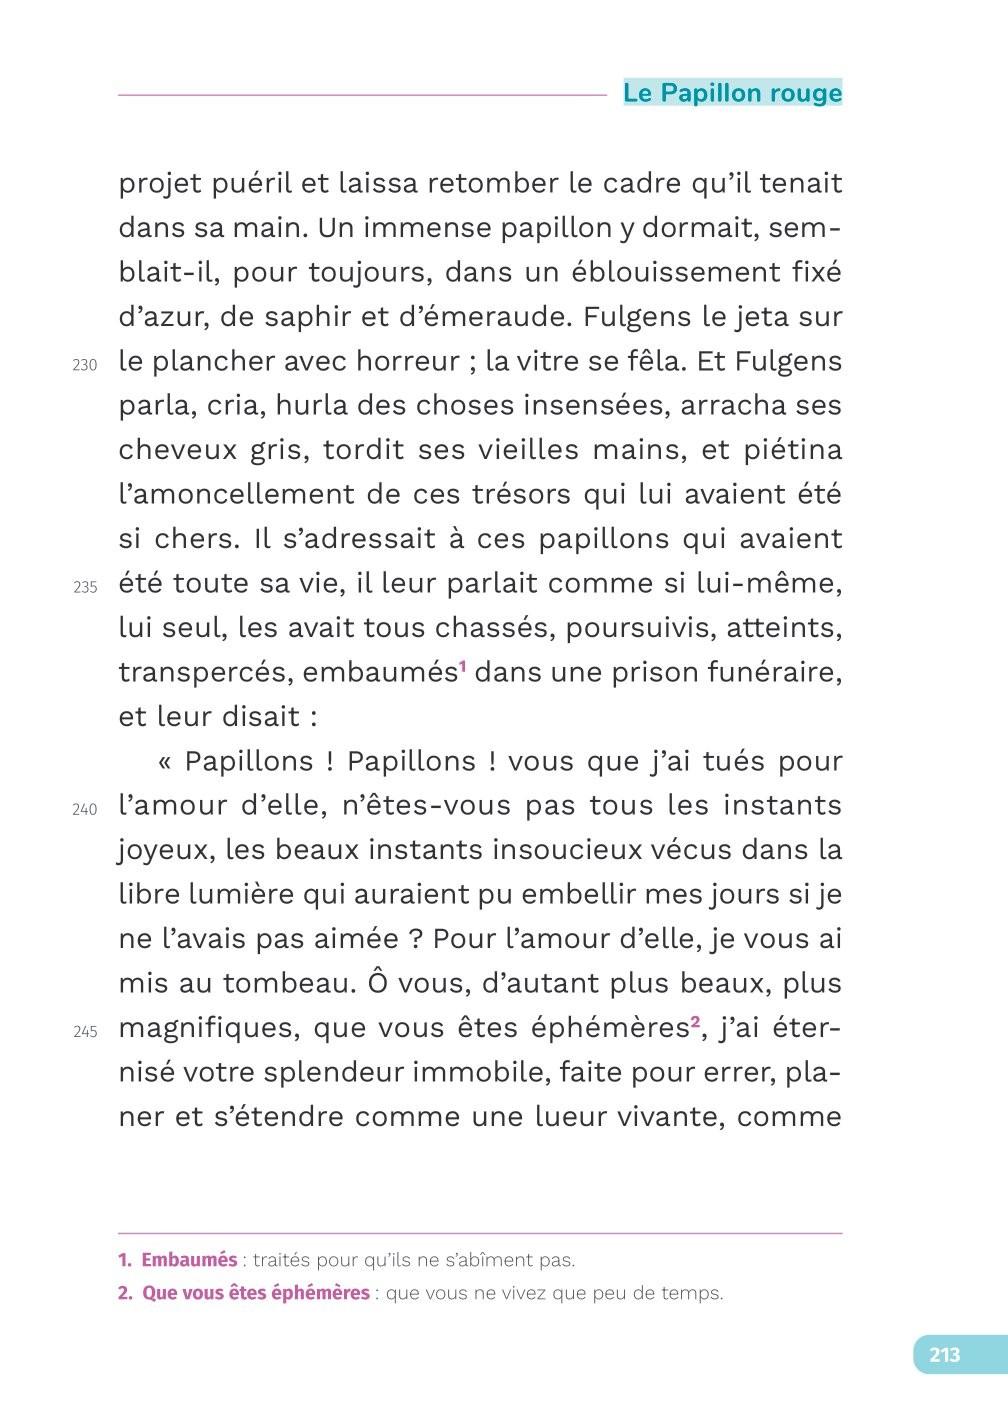 Le Papillon rouge
projet puéril et laissa retomber le cadre qu’il tenait
dans sa main. Un immense papillon y dormait, sem-
blait-il, pour toujours, dans un éblouissement fixé
d’azur, de saphir et d’émeraude. Fulgens le jeta sur
230 le plancher avec horreur ; la vitre se fêla. Et Fulgens
parla, cria, hurla des choses insensées, arracha ses
cheveux gris, tordit ses vieilles mains, et piétina
l’amoncellement de ces trésors qui lui avaient été
si chers. Il s’adressait à ces papillons qui avaient
235 été toute sa vie, il leur parlait comme si lui-même,
lui seul, les avait tous chassés, poursuivis, atteints,
transpercés, embaumés1 dans une prison funéraire,
et leur disait :
« Papillons ! Papillons ! vous que j’ai tués pour
240 l’amour d’elle, n’êtes-vous pas tous les instants
joyeux, les beaux instants insoucieux vécus dans la
libre lumière qui auraient pu embellir mes jours si je
ne l’avais pas aimée ? Pour l’amour d’elle, je vous ai
mis au tombeau. Ô vous, d’autant plus beaux, plus
245 magnifiques, que vous êtes éphémères2, j’ai éter-
nisé votre splendeur immobile, faite pour errer, pla-
ner et s’étendre comme une lueur vivante, comme
1. Embaumés : traités pour qu’ils ne s’abîment pas.
2. Que vous êtes éphémères : que vous ne vivez que peu de temps.
213